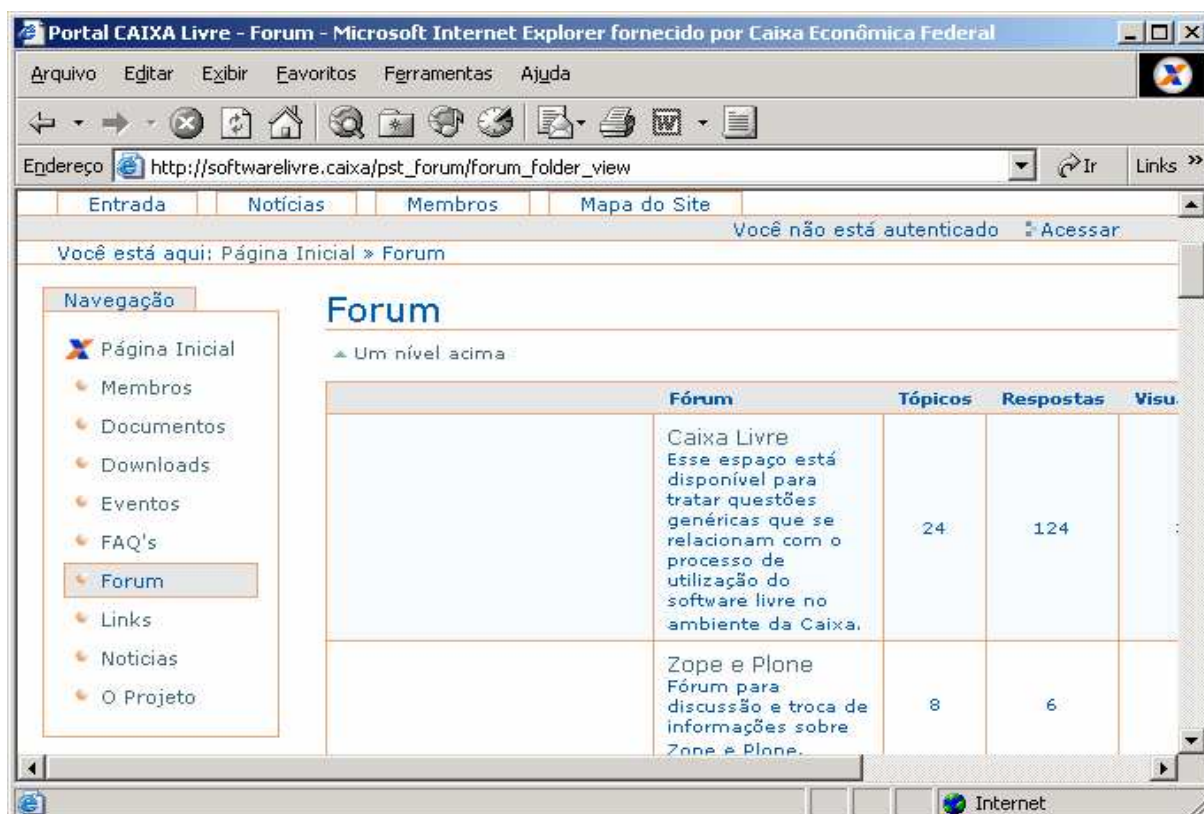 Portal CAIXA Livre - Forum - Microsoft Internet Explorer fornecido por Caixa Econômica Federal
Arquivo Editar Exibir Favoritos Ferramentas Ajuda
Endereço http://softwarelivre.caixa/pst_forum/forum_folder_view Ir Links »
Entrada Notícias Membros Mapa do Site
Você não está autenticado Acessar
Você está aqui: Página Inicial » Forum
Navegação
Página Inicial
Membros
Documentos
Downloads
Eventos
FAQ's
Forum
Links
Noticias
O Projeto
Forum
Um nível acima
Fórum Tópicos Respostas Visu
Caixa Livre
Esse espaço está
disponível para
tratar questões
genéricas que se
relacionam com o
processo de
utilização do
software livre no
ambiente da Caixa.
24 124
Zope e Plone
Fórum para
discussão e troca de
informações sobre
Zope e Plone.
8 6
Internet